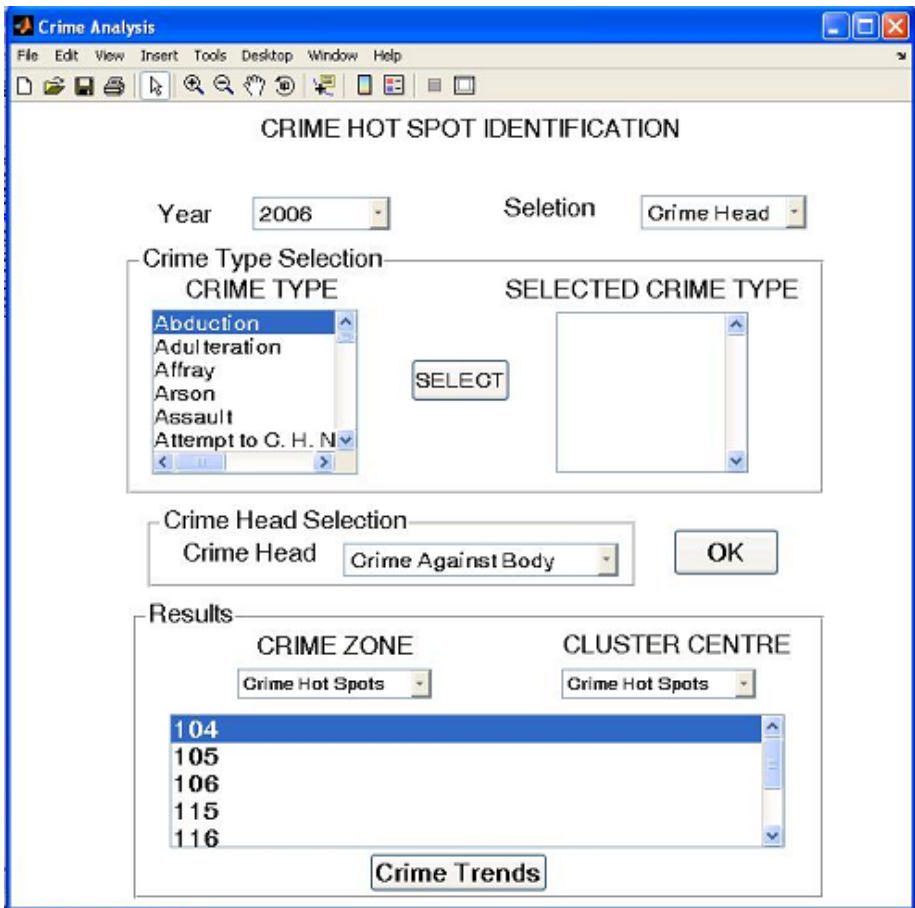 Crime Analysis
File Edit View Insert Tools Desktop Window Help
CRIME HOT SPOT IDENTIFICATION
Year 2006 Seletion Crime Head
Crime Type Selection
CRIME TYPE SELECTED CRIME TYPE
Abduction
Adulteration
Affray
Arson
Assault
Attempt to C. H. N
SELECT
Crime Head Selection
Crime Head Crime Against Body
OK
Results
CRIME ZONE CLUSTER CENTRE
Crime Hot Spots Crime Hot Spots
104
105
106
115
116
Crime Trends